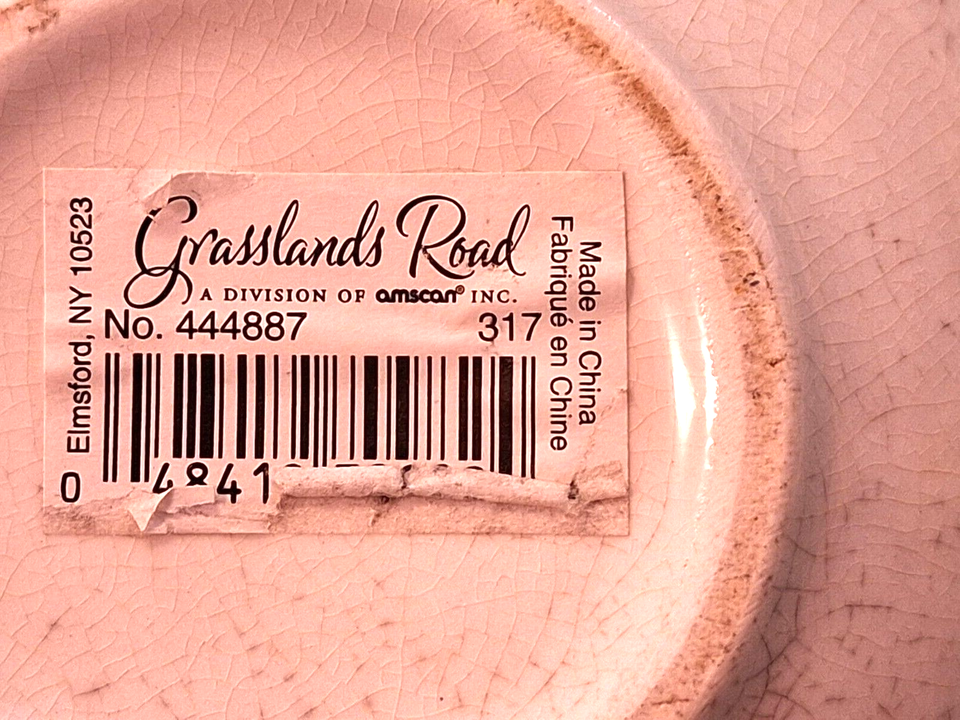 Grasslands Road
A DIVISION OF amscan® INC.
No. 444887 317
Elmsford, NY 10523
Made in China
Fabriqué en Chine
0 48419